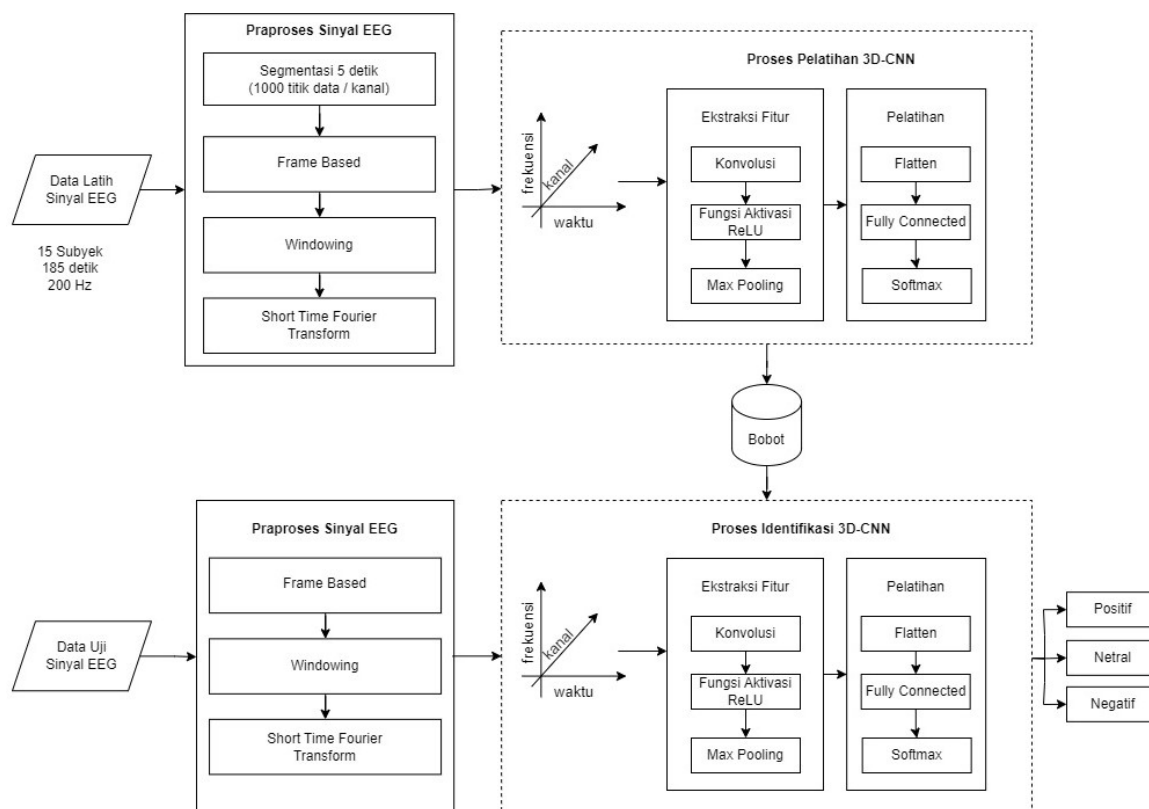 Praproses Sinyal EEG
Segmentasi 5 detik
(1000 titik data / kanal)
Frame Based
Windowing
Short Time Fourier
Transform
Data Latih
Sinyal EEG
15 Subyek
185 detik
200 Hz
Proses Pelatihan 3D-CNN
frekuensi
kanal
waktu
Ekstraksi Fitur
Konvolusi
Fungsi Aktivasi
ReLU
Max Pooling
Pelatihan
Flatten
Fully Connected
Softmax
Bobot
Data Uji
Sinyal EEG
Praproses Sinyal EEG
Frame Based
Windowing
Short Time Fourier
Transform
Proses Identifikasi 3D-CNN
frekuensi
kanal
waktu
Ekstraksi Fitur
Konvolusi
Fungsi Aktivasi
ReLU
Max Pooling
Pelatihan
Flatten
Fully Connected
Softmax
Positif
Netral
Negatif